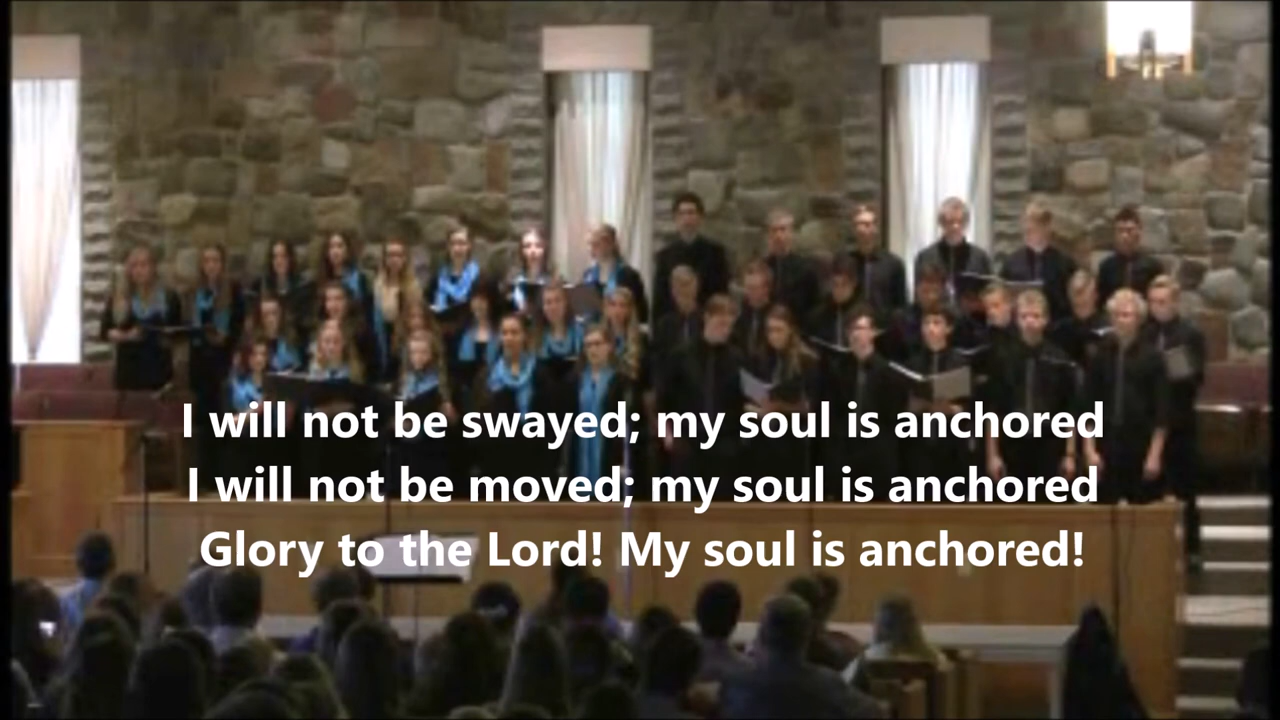 I will not be swayed; my soul is anchored
I will not be moved; my soul is anchored
Glory to the Lord! My soul is anchored!